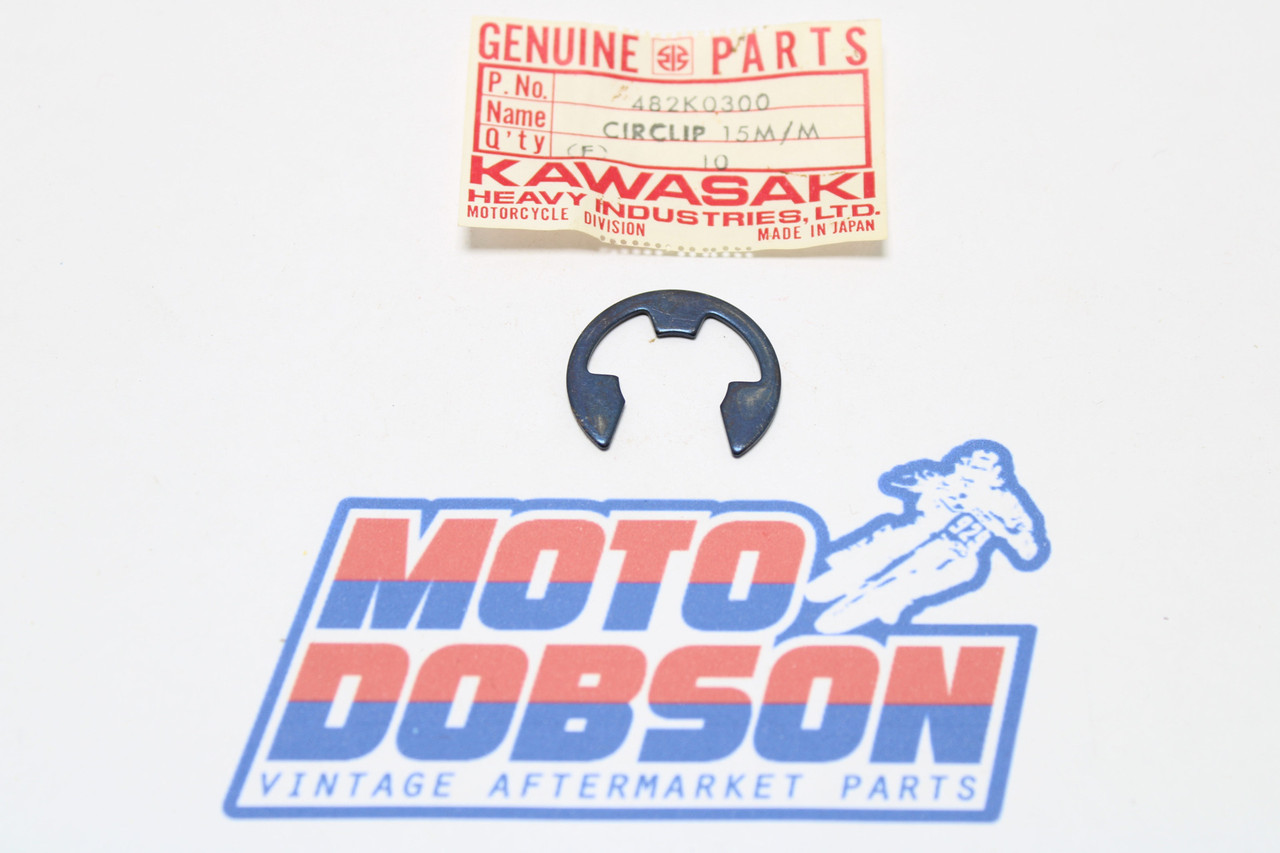 GENUINE PARTS
P. No. 482K0300
Name CIRCLIP 15M/M
Q'ty (F) 10
KAWASAKI
HEAVY INDUSTRIES, LTD.
MOTORCYCLE DIVISION MADE IN JAPAN
MOTO
DOBSON
VINTAGE AFTERMARKET PARTS